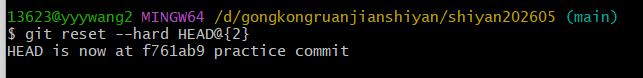 13623@yyywang2 MINGW64 /d/gongkongruanjianshiyan/shiyan202605 (main)
$ git reset --hard HEAD@{2}
HEAD is now at f761ab9 practice commit